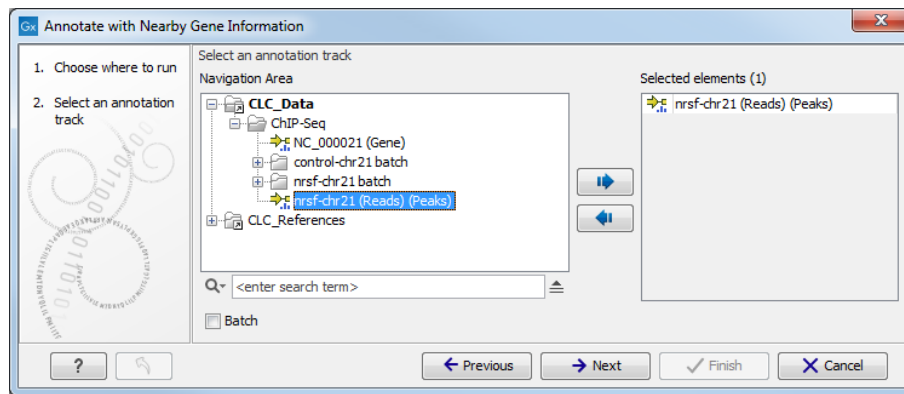 Gx Annotate with Nearby Gene Information
X
1. Choose where to run
2. Select an annotation
track
Select an annotation track
Navigation Area
CLC_Data
ChIP-Seq
NC_000021 (Gene)
control-chr21 batch
nrsf-chr21 batch
nrsf-chr21 (Reads) (Peaks)
CLC_References
<enter search term>
Batch
Selected elements (1)
nrsf-chr21 (Reads) (Peaks)
?
Previous
Next
Finish
Cancel